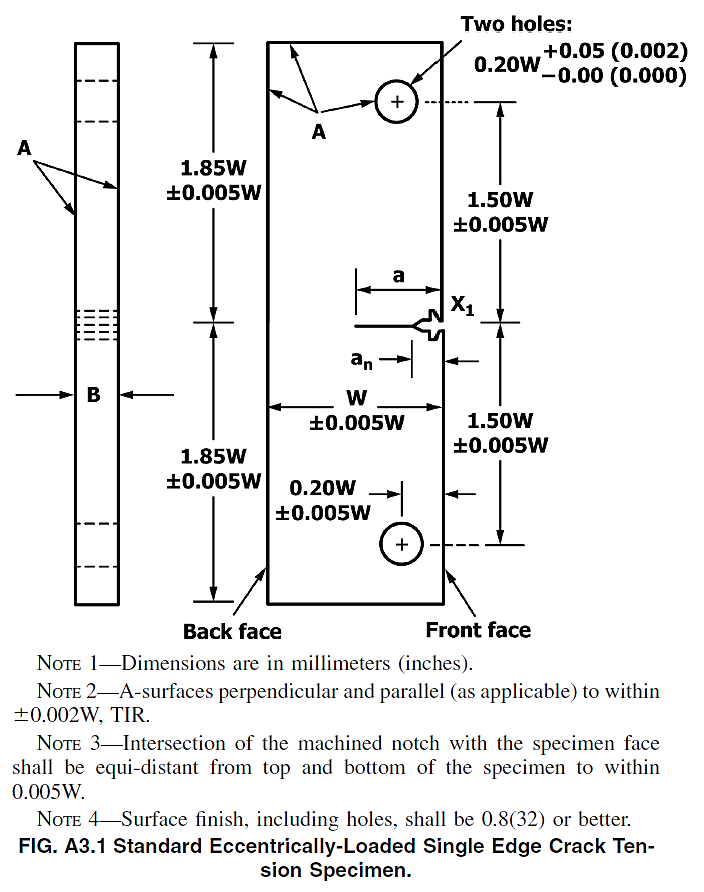 Two holes:
0.20W +0.05 (0.002)
−0.00 (0.000)
A
A
1.85W
±0.005W
1.50W
±0.005W
a
X1
an
B
W
±0.005W
1.50W
±0.005W
1.85W
±0.005W
0.20W
±0.005W
Back face
Front face
NOTE 1—Dimensions are in millimeters (inches).
NOTE 2—A-surfaces perpendicular and parallel (as applicable) to within
±0.002W, TIR.
NOTE 3—Intersection of the machined notch with the specimen face
shall be equi-distant from top and bottom of the specimen to within
0.005W.
NOTE 4—Surface finish, including holes, shall be 0.8(32) or better.
FIG. A3.1 Standard Eccentrically-Loaded Single Edge Crack Ten-
sion Specimen.